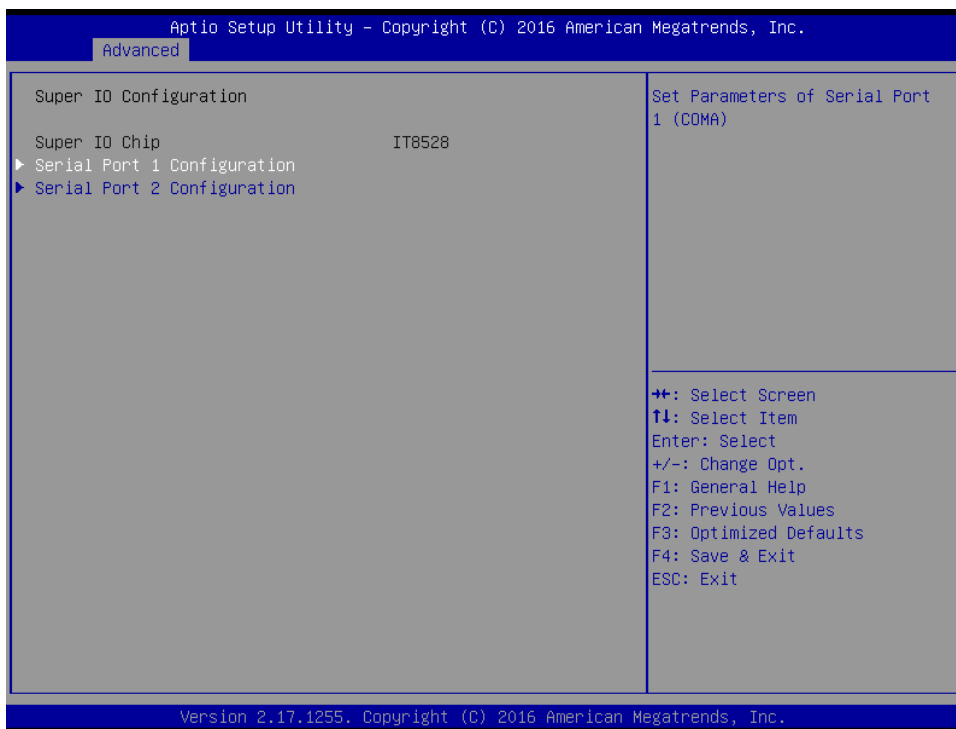 Aptio Setup Utility – Copyright (C) 2016 American Megatrends, Inc.
Advanced
Super IO Configuration
Super IO Chip IT8528
▶ Serial Port 1 Configuration
▶ Serial Port 2 Configuration
Set Parameters of Serial Port
1 (COMA)
→←: Select Screen
↑↓: Select Item
Enter: Select
+/-: Change Opt.
F1: General Help
F2: Previous Values
F3: Optimized Defaults
F4: Save & Exit
ESC: Exit
Version 2.17.1255. Copyright (C) 2016 American Megatrends, Inc.